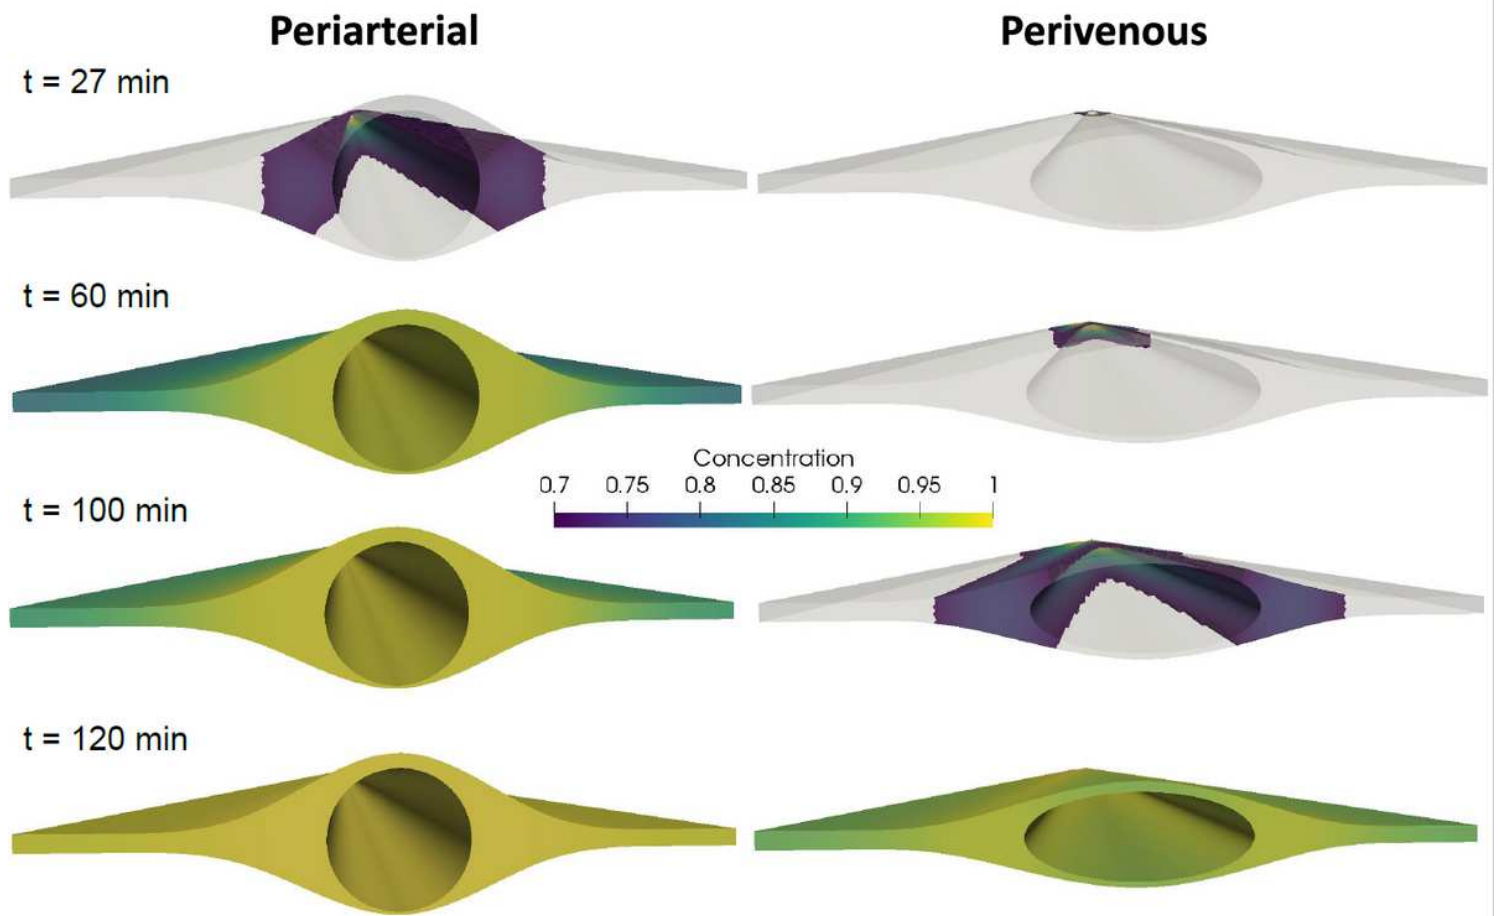 Periarterial Perivenous
t = 27 min
t = 60 min
Concentration
0.7 0.75 0.8 0.85 0.9 0.95 1
t = 100 min
t = 120 min